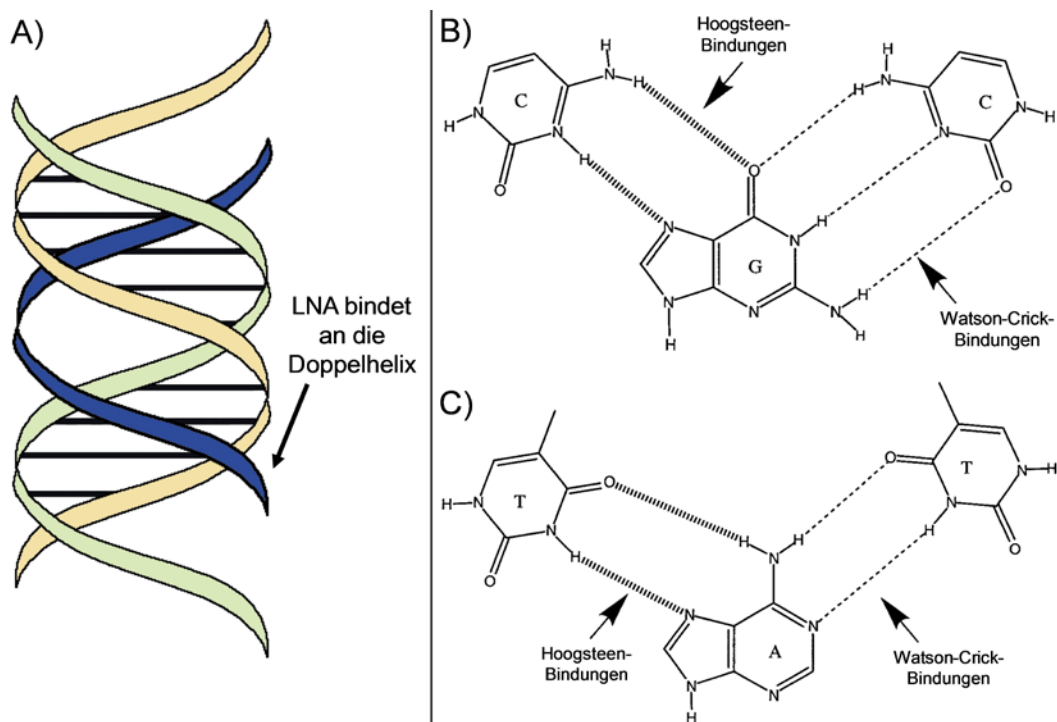 A)
LNA bindet
an die
Doppelhelix
B)
Hoogsteen-
Bindungen
H
N
H
C
H
N
N
H
O
H
N
H
C
N
H
N
O
O
N
N
H
G
N
H
N
N
H
H
Watson-Crick-
Bindungen
C)
T
O
H
N
N
H
O
O
T
N
H
N
H
O
H
N
H
N
N
A
N
H
N
Hoogsteen-
Bindungen
Watson-Crick-
Bindungen